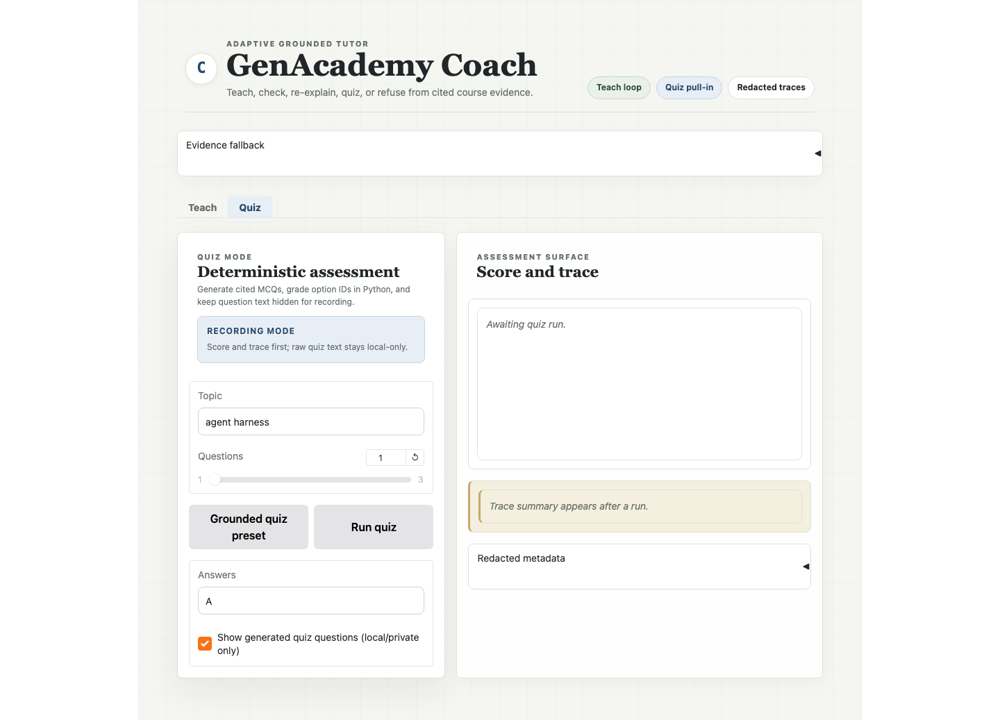 C
ADAPTIVE GROUNDED TUTOR
GenAcademy Coach
Teach, check, re-explain, quiz, or refuse from cited course evidence.
Teach loop
Quiz pull-in
Redacted traces
Evidence fallback
Teach
Quiz
QUIZ MODE
Deterministic assessment
Generate cited MCQs, grade option IDs in Python, and
keep question text hidden for recording.
RECORDING MODE
Score and trace first; raw quiz text stays local-only.
Topic
agent harness
Questions
1
1
3
Grounded quiz
preset
Run quiz
Answers
A
Show generated quiz questions (local/private
only)
ASSESSMENT SURFACE
Score and trace
Awaiting quiz run.
Trace summary appears after a run.
Redacted metadata